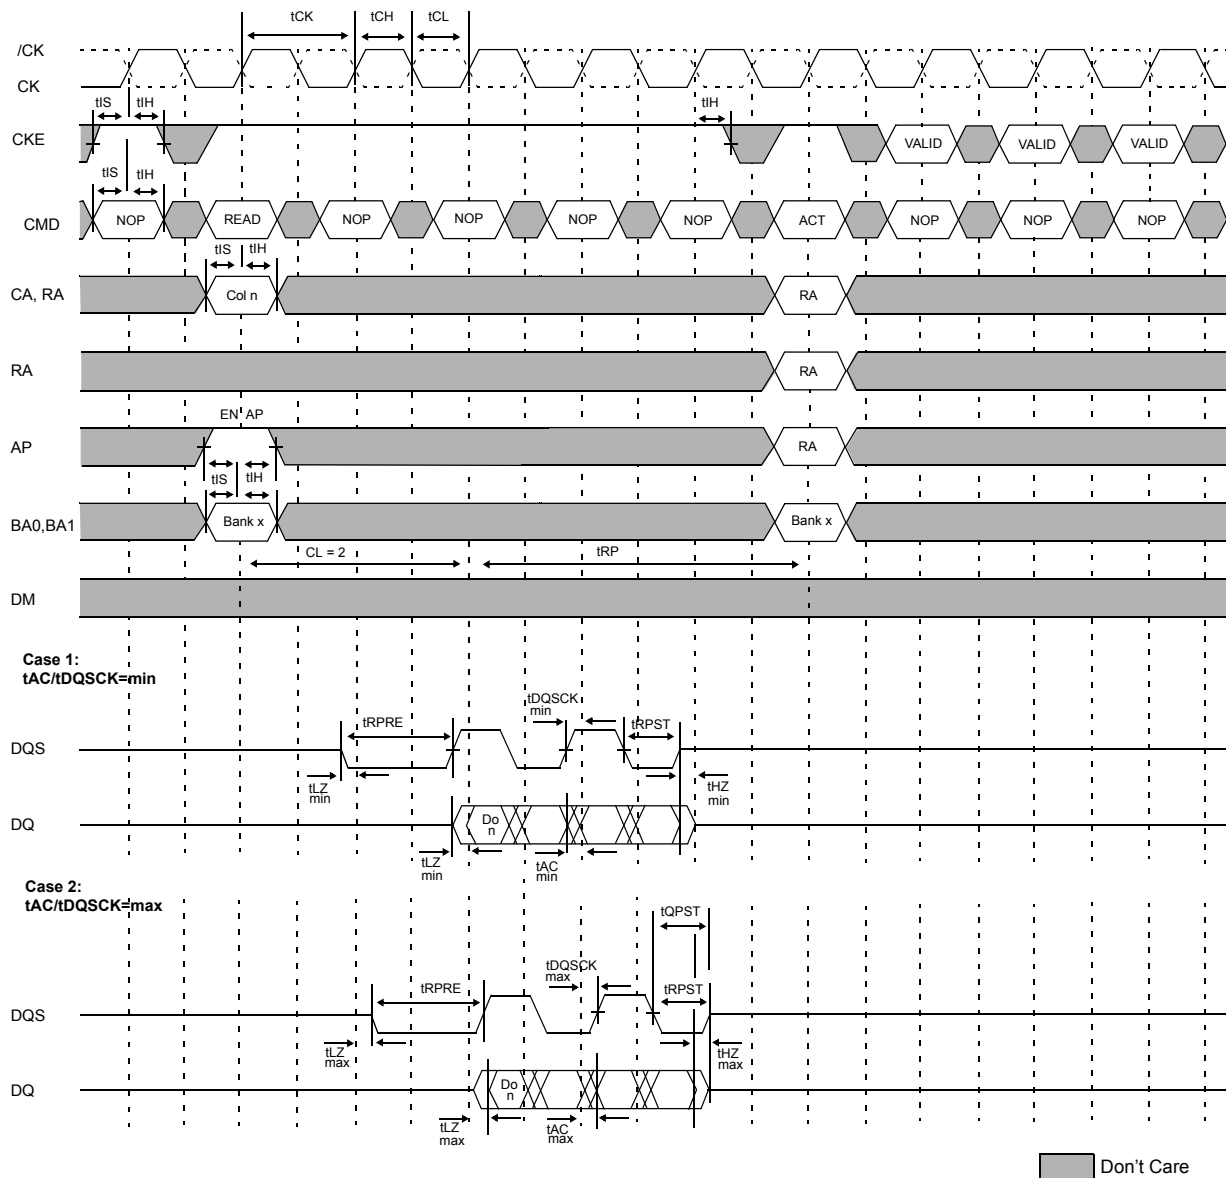 tCK tCH tCL
/CK
CK
tIS tIH tIH
CKE VALID VALID VALID
tIS tIH
CMD NOP READ NOP NOP NOP NOP ACT NOP NOP NOP
tIS tIH
CA, RA Col n RA
RA RA
EN AP
AP RA
tIS tIH
BA0,BA1 Bank x Bank x
CL = 2 tRP
DM
Case 1:
tAC/tDQSCK=min
tDQSCK
min
tRPRE tRPST
DQS
tLZ
min
tHZ
min
DQ Do
n
tLZ
min
tAC
min
Case 2:
tAC/tDQSCK=max
tQPST
tDQSCK
max
tRPRE tRPST
DQS
tLZ
max
tHZ
max
DQ Do
n
tLZ
max
tAC
max
Don't Care